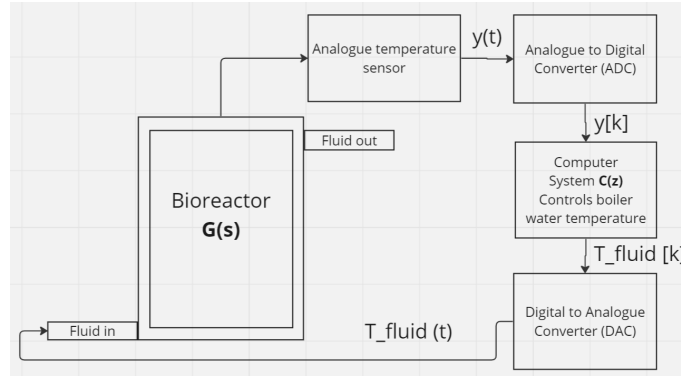 Analogue temperature
sensor
y(t)
Analogue to Digital
Converter (ADC)
y[k]
Fluid out
Computer
System C(z)
Controls boiler
water temperature
Bioreactor
G(s)
T_fluid [k]
Digital to Analogue
Converter (DAC)
T_fluid (t)
Fluid in